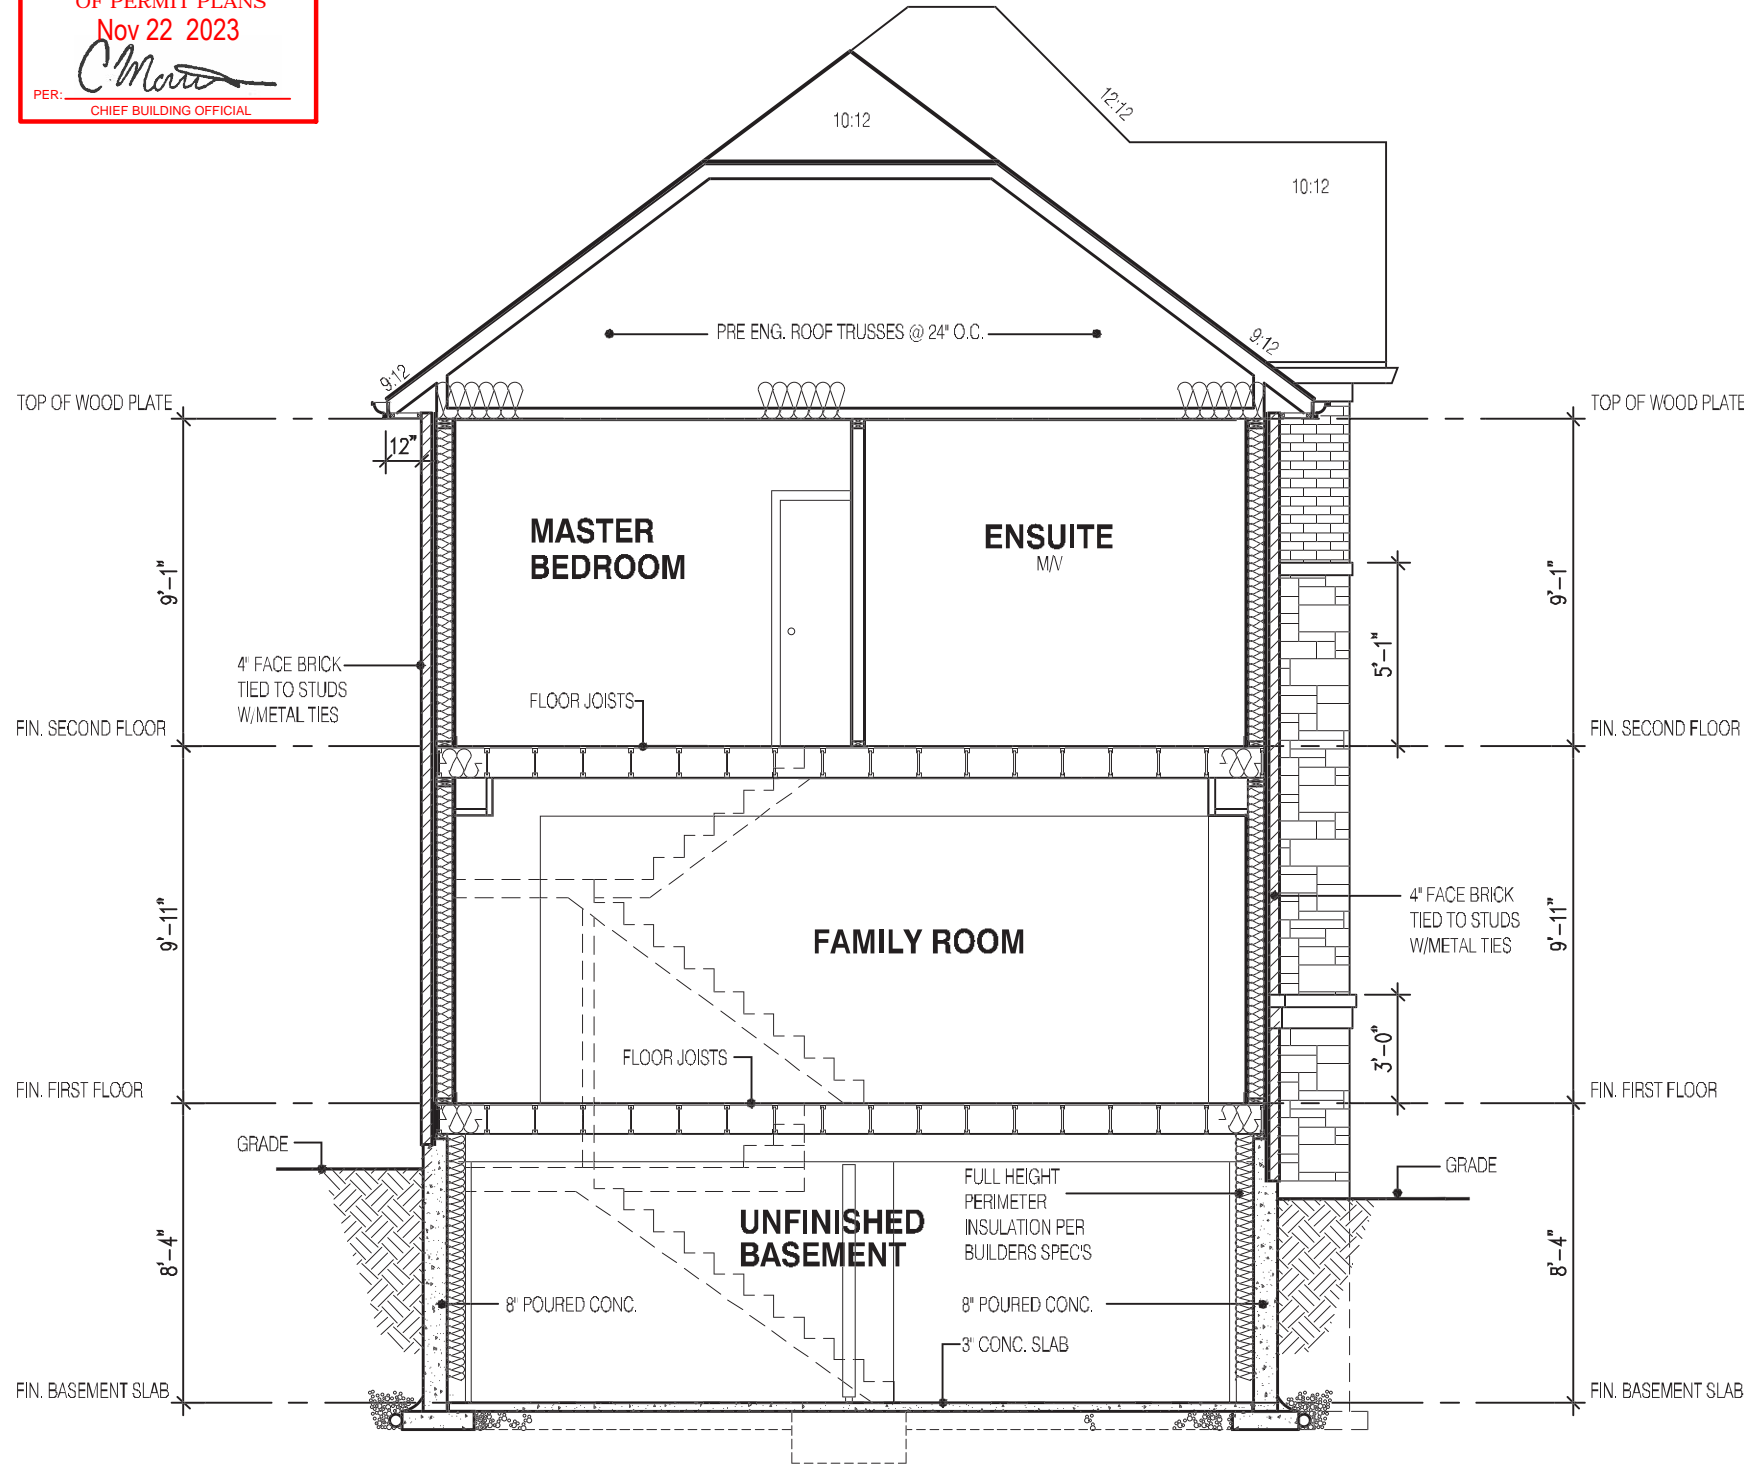 OF PERMIT PLANS
Nov 22 2023
PER:
CHIEF BUILDING OFFICIAL
12:12
10:12
10:12
PRE ENG. ROOF TRUSSES @ 24" O.C.
9:12
9:12
TOP OF WOOD PLATE
TOP OF WOOD PLATE
12"
MASTER
BEDROOM
ENSUITE
M/V
9'-1"
9'-1"
5'-1"
4" FACE BRICK
TIED TO STUDS
W/METAL TIES
FLOOR JOISTS
FIN. SECOND FLOOR
FIN. SECOND FLOOR
9'-11"
FAMILY ROOM
4" FACE BRICK
TIED TO STUDS
W/METAL TIES
9'-11"
3'-0"
FLOOR JOISTS
FIN. FIRST FLOOR
FIN. FIRST FLOOR
GRADE
GRADE
FULL HEIGHT
PERIMETER
INSULATION PER
BUILDERS SPEC'S
UNFINISHED
BASEMENT
8'-4"
8'-4"
8" POURED CONC.
8" POURED CONC.
3" CONC. SLAB
FIN. BASEMENT SLAB
FIN. BASEMENT SLAB